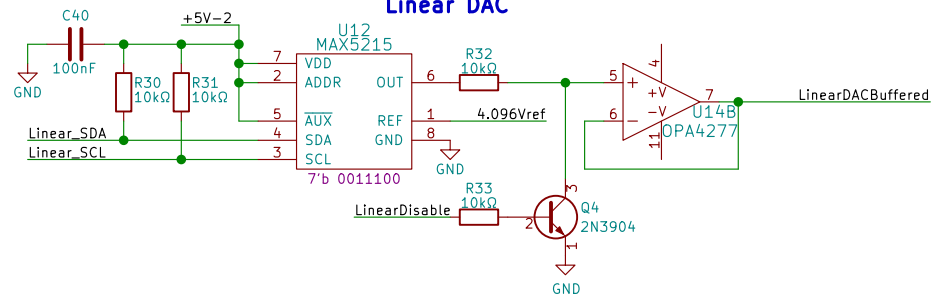 Linear DAC
+5V-2
C40
100nF
GND
R30
10kΩ
R31
10kΩ
Linear_SDA
Linear_SCL
U12
MAX5215
7 VDD
2 ADDR
5 AUX
4 SDA
3 SCL
OUT 6
REF 1
GND 8
7'b 0011100
R32
10kΩ
4.096Vref
GND
LinearDisable
R33
10kΩ
2
3
1
Q4
2N3904
GND
5
6
+
−
+V
-V
4
11
7
U14B
OPA4277
LinearDACBuffered